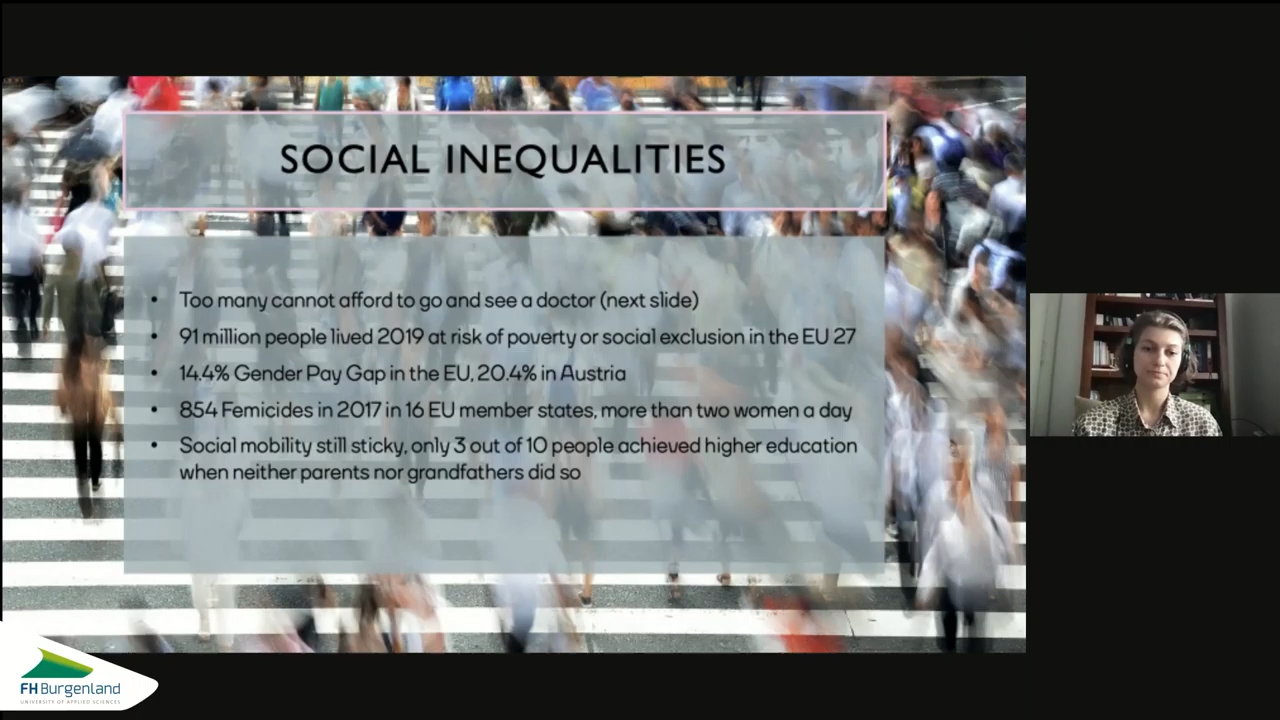 SOCIAL INEQUALITIES
• Too many cannot afford to go and see a doctor (next slide)
• 91 million people lived 2019 at risk of poverty or social exclusion in the EU 27
• 14.4% Gender Pay Gap in the EU, 20.4% in Austria
• 854 Femicides in 2017 in 16 EU member states, more than two women a day
• Social mobility still sticky, only 3 out of 10 people achieved higher education
when neither parents nor grandfathers did so
FH Burgenland
UNIVERSITY OF APPLIED SCIENCES